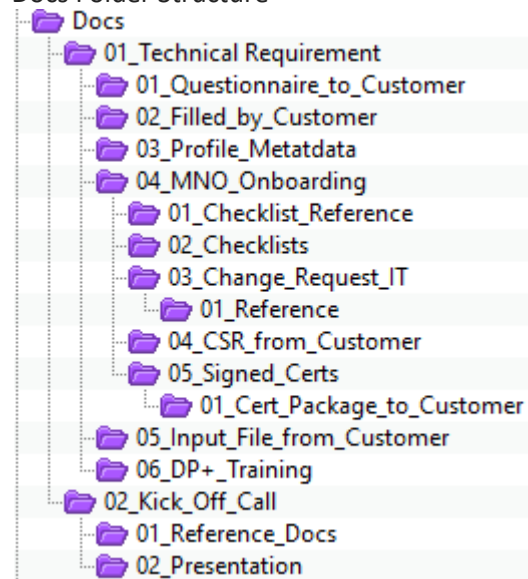 Docs Folder Structure
Docs
01_Technical Requirement
01_Questionnaire_to_Customer
02_Filled_by_Customer
03_Profile_Metatdata
04_MNO_Onboarding
01_Checklist_Reference
02_Checklists
03_Change_Request_IT
01_Reference
04_CSR_from_Customer
05_Signed_Certs
01_Cert_Package_to_Customer
05_Input_File_from_Customer
06_DP+_Training
02_Kick_Off_Call
01_Reference_Docs
02_Presentation